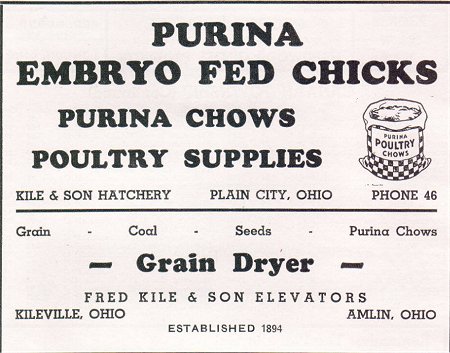 PURINA
EMBRYO FED CHICKS
PURINA CHOWS
POULTRY SUPPLIES
PURINA
POULTRY
CHOWS
KILE & SON HATCHERY PLAIN CITY, OHIO PHONE 46
Grain - Coal - Seeds - Purina Chows
— Grain Dryer —
FRED KILE & SON ELEVATORS
KILEVILLE, OHIO AMLIN, OHIO
ESTABLISHED 1894